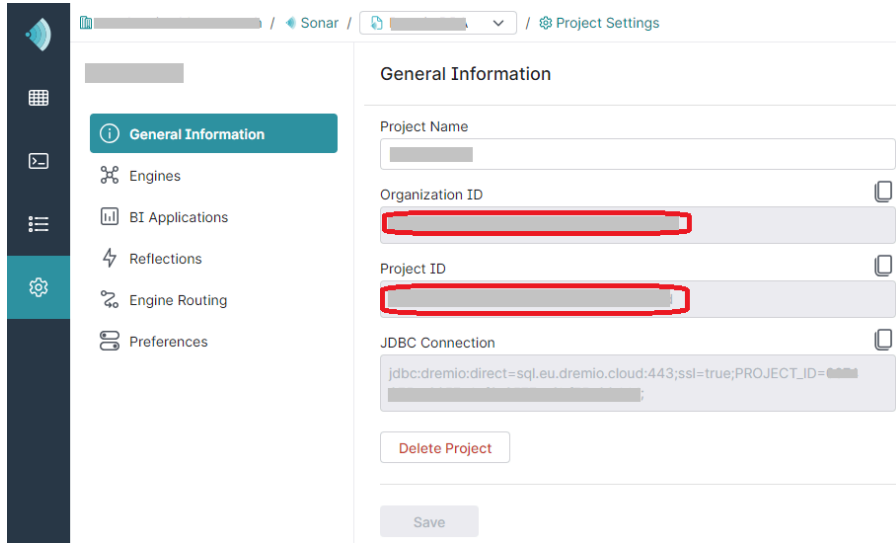 / Sonar / / Project Settings
General Information
Project Name
General Information
Organization ID
Engines
BI Applications
Reflections
Project ID
Engine Routing
Preferences
JDBC Connection
jdbc:dremio:direct=sql.eu.dremio.cloud:443;ssl=true;PROJECT_ID=
;
Delete Project
Save